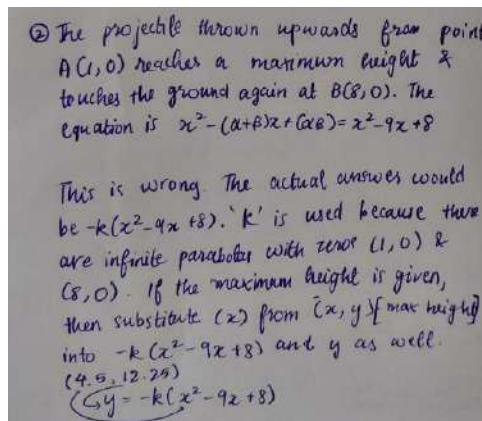 ② The projectile thrown upwards from point
A(1,0) reaches a maximum height &
touches the ground again at B(8,0). The
equation is x²-(α+β)x+(αβ)=x²-9x+8
This is wrong. The actual answer would
be -k(x²-9x+8). 'k' is used because there
are infinite parabolas with zeros (1,0) &
(8,0). If the maximum height is given,
then substitute (x) from (x,y){max height}
into -k(x²-9x+8) and y as well.
(4.5, 12.25)
y = -k(x²-9x+8)